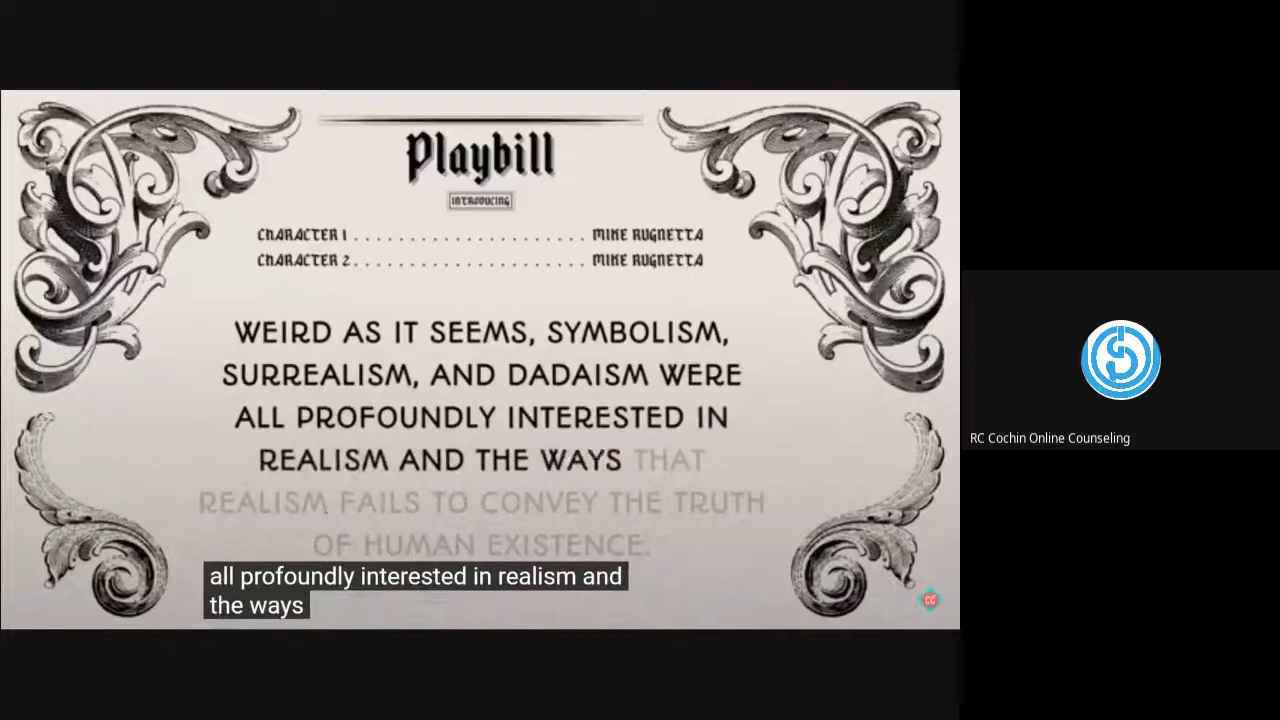 Playbill
INTRODUCING
CHARACTER 1 . . . . . . . . . . . . . . . . . . . . . . MIKE RUGNETTA
CHARACTER 2 . . . . . . . . . . . . . . . . . . . . . . MIKE RUGNETTA
WEIRD AS IT SEEMS, SYMBOLISM,
SURREALISM, AND DADAISM WERE
ALL PROFOUNDLY INTERESTED IN
REALISM AND THE WAYS THAT
REALISM FAILS TO CONVEY THE TRUTH
OF HUMAN EXISTENCE.
all profoundly interested in realism and
the ways
CC
RC Cochin Online Counseling